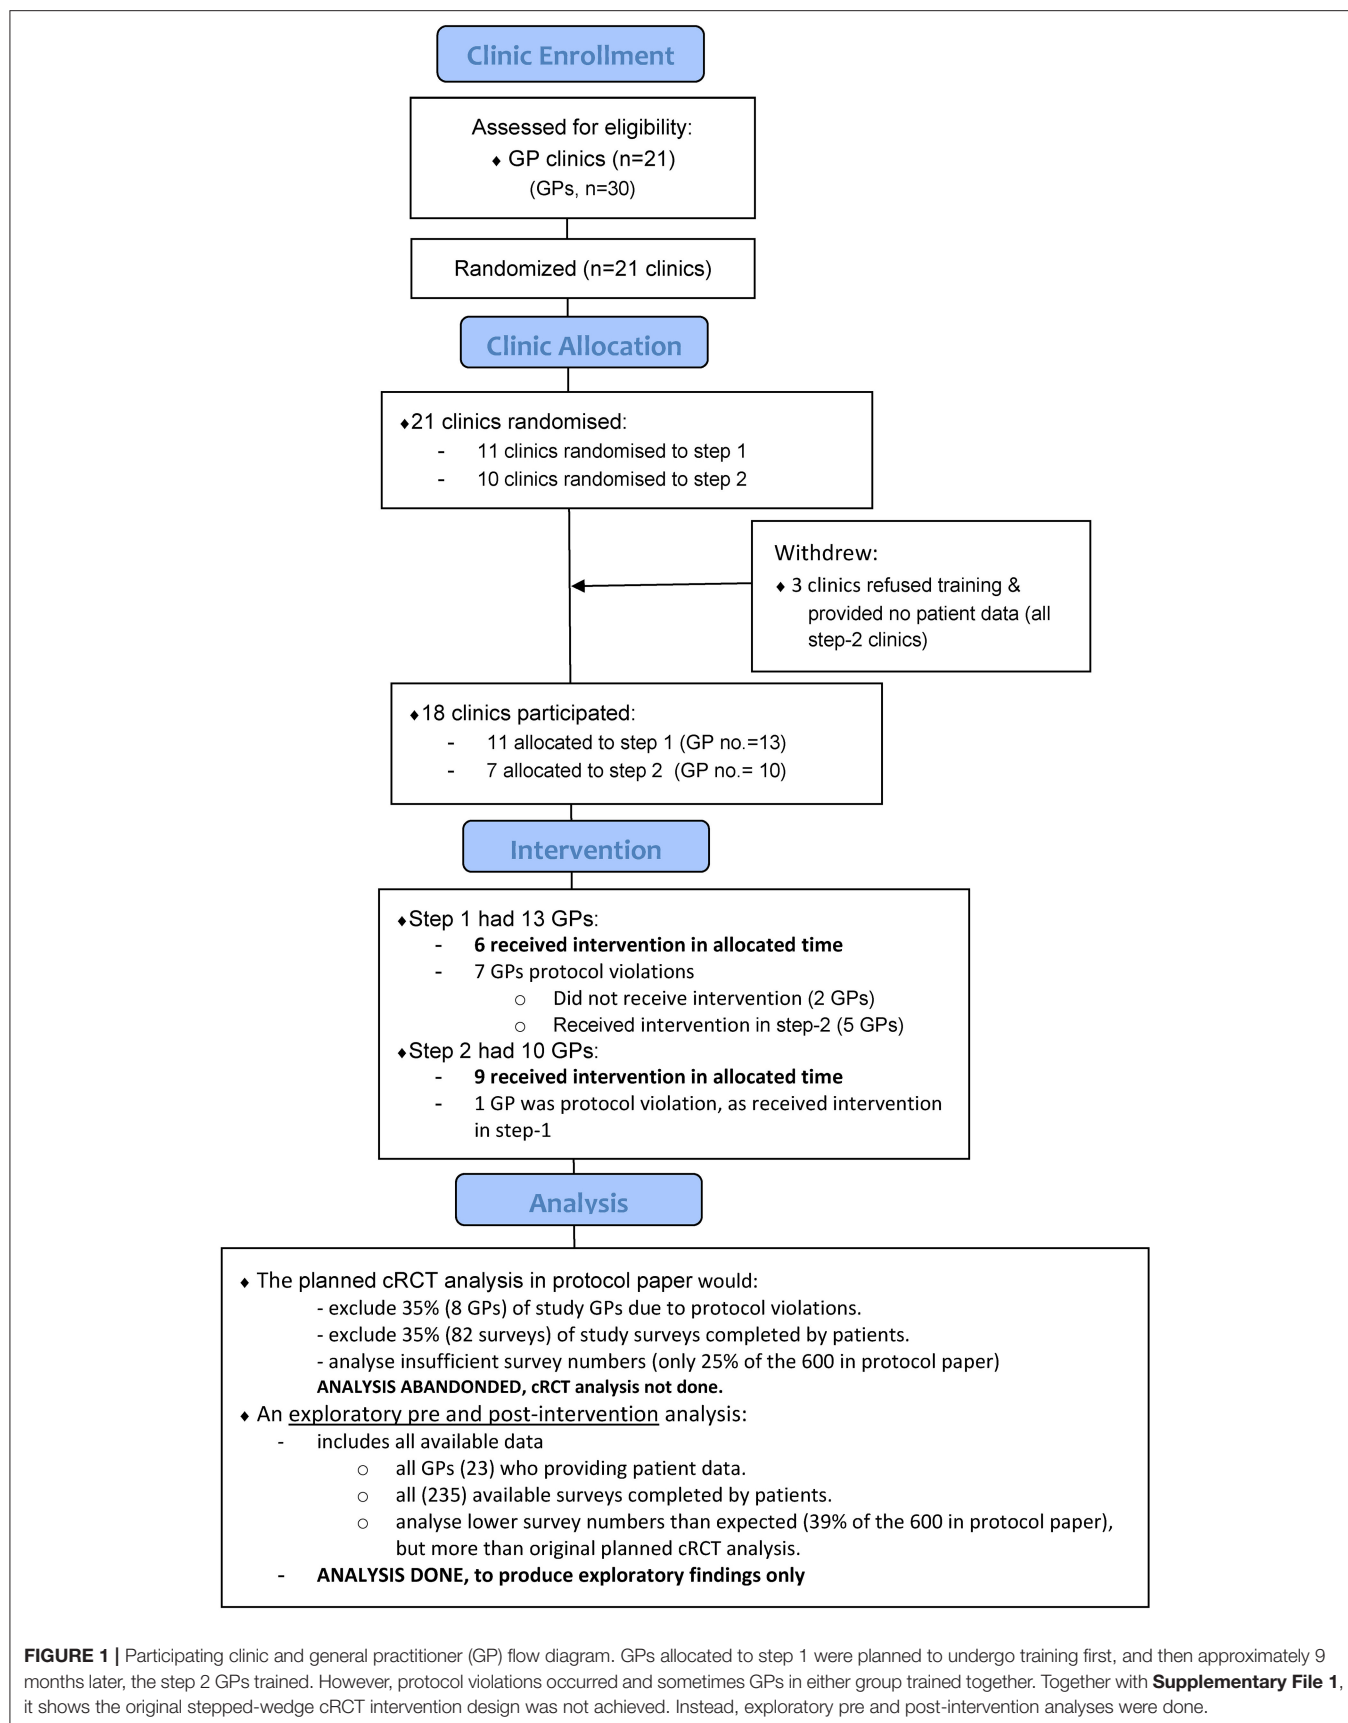 Clinic Enrollment
Assessed for eligibility:
♦ GP clinics (n=21)
(GPs, n=30)
Randomized (n=21 clinics)
Clinic Allocation
♦21 clinics randomised:
- 11 clinics randomised to step 1
- 10 clinics randomised to step 2
Withdrew:
♦ 3 clinics refused training &
provided no patient data (all
step-2 clinics)
♦18 clinics participated:
- 11 allocated to step 1 (GP no.=13)
- 7 allocated to step 2 (GP no.= 10)
Intervention
♦Step 1 had 13 GPs:
- 6 received intervention in allocated time
- 7 GPs protocol violations
o Did not receive intervention (2 GPs)
o Received intervention in step-2 (5 GPs)
♦Step 2 had 10 GPs:
- 9 received intervention in allocated time
- 1 GP was protocol violation, as received intervention
in step-1
Analysis
♦ The planned cRCT analysis in protocol paper would:
- exclude 35% (8 GPs) of study GPs due to protocol violations.
- exclude 35% (82 surveys) of study surveys completed by patients.
- analyse insufficient survey numbers (only 25% of the 600 in protocol paper)
ANALYSIS ABANDONDED, cRCT analysis not done.
♦ An exploratory pre and post-intervention analysis:
- includes all available data
o all GPs (23) who providing patient data.
o all (235) available surveys completed by patients.
o analyse lower survey numbers than expected (39% of the 600 in protocol paper),
but more than original planned cRCT analysis.
- ANALYSIS DONE, to produce exploratory findings only
FIGURE 1 | Participating clinic and general practitioner (GP) flow diagram. GPs allocated to step 1 were planned to undergo training first, and then approximately 9
months later, the step 2 GPs trained. However, protocol violations occurred and sometimes GPs in either group trained together. Together with Supplementary File 1,
it shows the original stepped-wedge cRCT intervention design was not achieved. Instead, exploratory pre and post-intervention analyses were done.